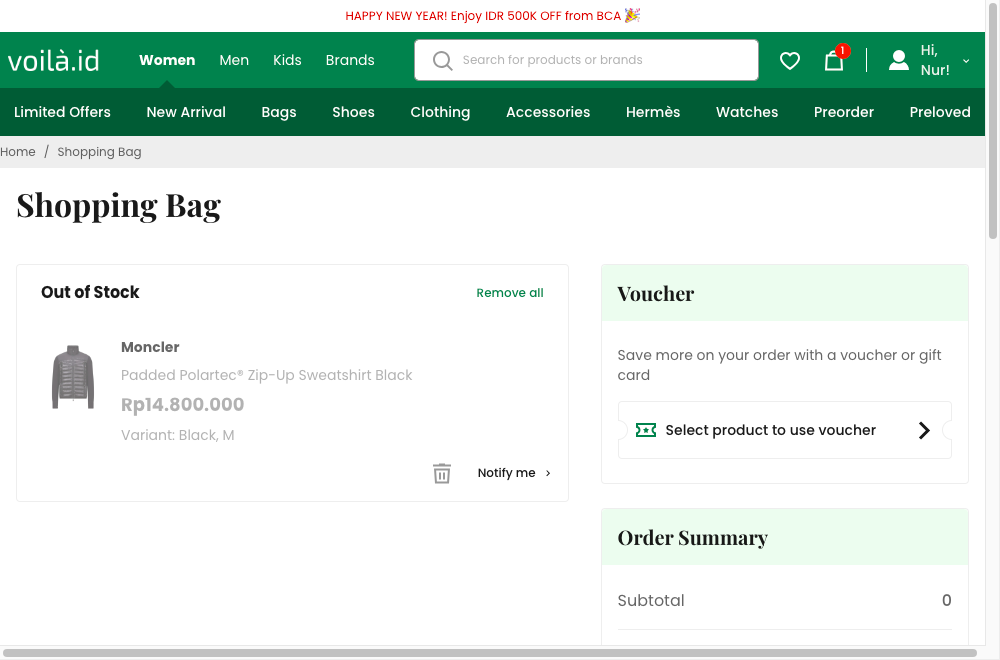 HAPPY NEW YEAR! Enjoy IDR 500K OFF from BCA 🎉
voilà.id
Women
Men
Kids
Brands
Search for products or brands
1
Hi,
Nur!
Limited Offers
New Arrival
Bags
Shoes
Clothing
Accessories
Hermès
Watches
Preorder
Preloved
Home / Shopping Bag
Shopping Bag
Out of Stock
Remove all
Moncler
Padded Polartec® Zip-Up Sweatshirt Black
Rp14.800.000
Variant: Black, M
Notify me
Voucher
Save more on your order with a voucher or gift
card
Select product to use voucher
Order Summary
Subtotal
0